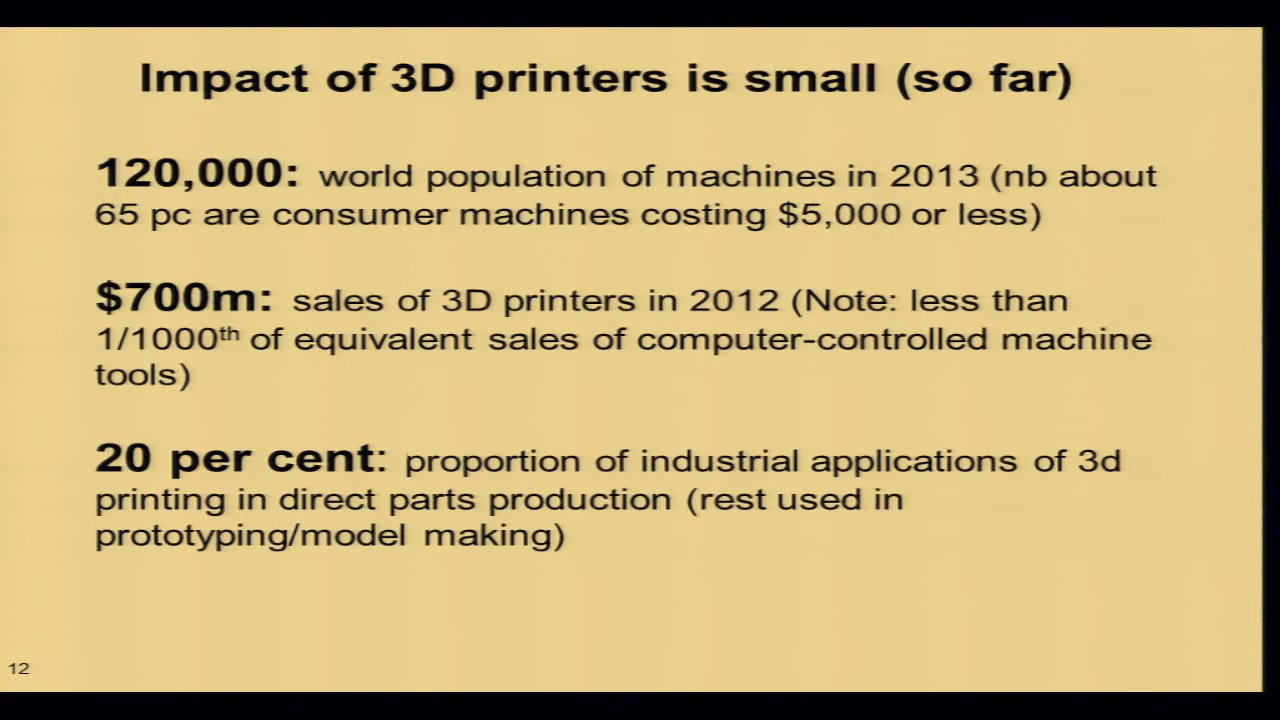 Impact of 3D printers is small (so far)
120,000: world population of machines in 2013 (nb about
65 pc are consumer machines costing $5,000 or less)
$700m: sales of 3D printers in 2012 (Note: less than
1/1000th of equivalent sales of computer-controlled machine
tools)
20 per cent: proportion of industrial applications of 3d
printing in direct parts production (rest used in
prototyping/model making)
12